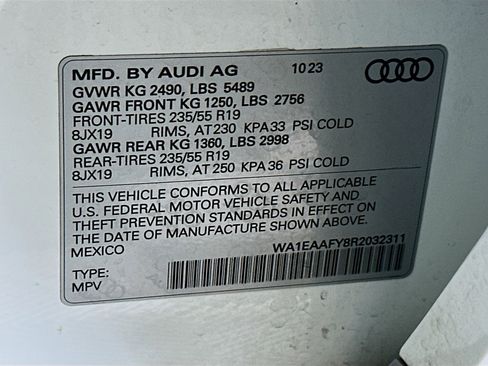 MFD. BY AUDI AG 10 23
GVWR KG 2490, LBS 5489
GAWR FRONT KG 1250, LBS 2756
FRONT-TIRES 235/55 R19
8JX19 RIMS, AT 230 KPA 33 PSI COLD
GAWR REAR KG 1360, LBS 2998
REAR-TIRES 235/55 R19
8JX19 RIMS, AT 250 KPA 36 PSI COLD
THIS VEHICLE CONFORMS TO ALL APPLICABLE
U.S. FEDERAL MOTOR VEHICLE SAFETY AND
THEFT PREVENTION STANDARDS IN EFFECT ON
THE DATE OF MANUFACTURE SHOWN ABOVE.
MEXICO WA1EAAFY8R2032311
TYPE:
MPV